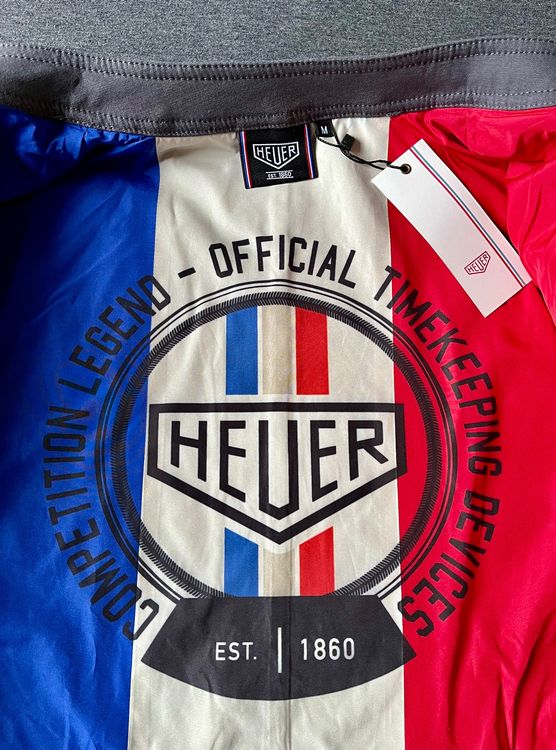 HEUER
EST. 1860
M
HEUER
COMPETITION LEGEND - OFFICIAL TIMEKEEPING DEVICES
HEUER
EST. | 1860